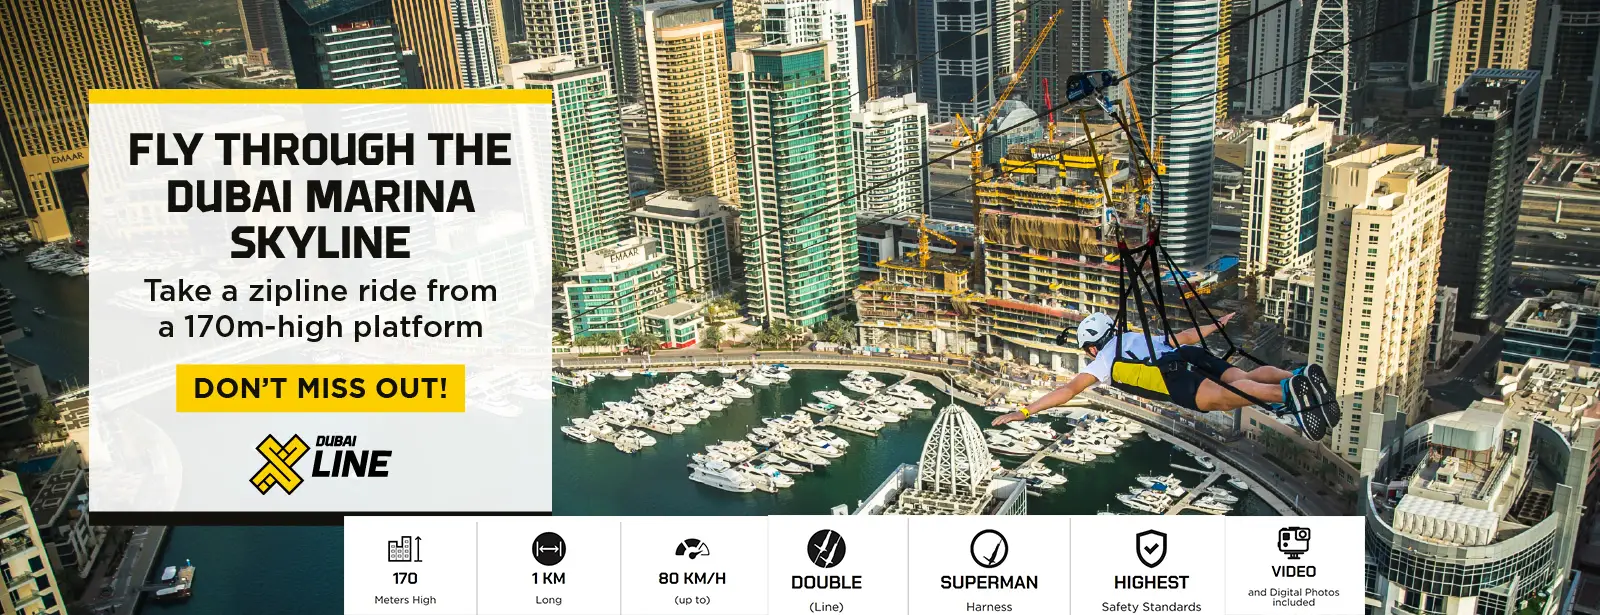 FLY THROUGH THE
DUBAI MARINA
SKYLINE
Take a zipline ride from
a 170m-high platform
DON'T MISS OUT!
DUBAI
XLINE
EMAAR
EMAAR
170
Meters High
1 KM
Long
80 KM/H
(up to)
DOUBLE
(Line)
SUPERMAN
Harness
HIGHEST
Safety Standards
VIDEO
and Digital Photos
included